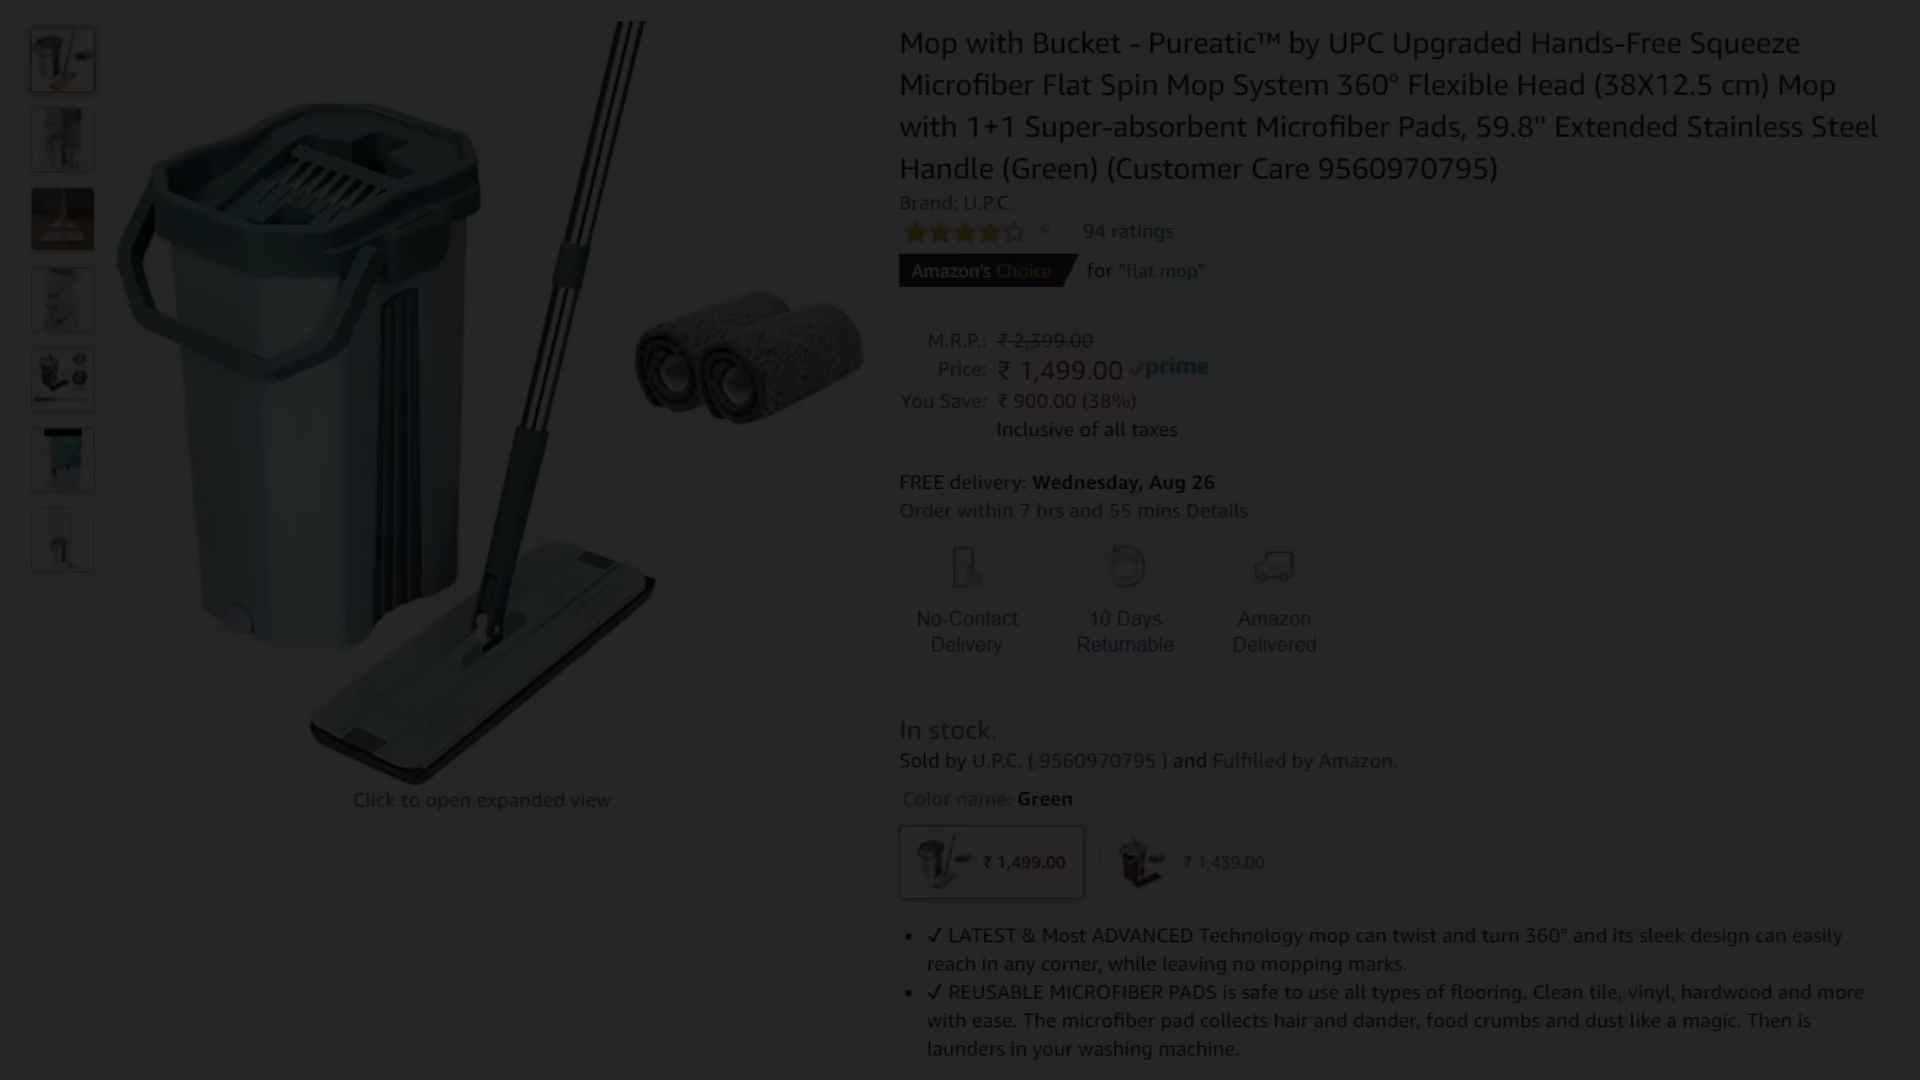 Mop with Bucket - Pureatic™ by UPC Upgraded Hands-Free Squeeze
Microfiber Flat Spin Mop System 360° Flexible Head (38X12.5 cm) Mop
with 1+1 Super-absorbent Microfiber Pads, 59.8'' Extended Stainless Steel
Handle (Green) (Customer Care 9560970795)
Brand: U.P.C.
94 ratings
Amazon's Choice for "flat mop"
M.R.P.: ₹ 2,399.00
Price: ₹ 1,499.00 prime
You Save: ₹ 900.00 (38%)
Inclusive of all taxes
FREE delivery: Wednesday, Aug 26
Order within 7 hrs and 55 mins Details
No-Contact Delivery
10 Days Returnable
Amazon Delivered
In stock.
Sold by U.P.C. ( 9560970795 ) and Fulfilled by Amazon.
Color name: Green
₹ 1,499.00
₹ 1,439.00
• ✓ LATEST & Most ADVANCED Technology mop can twist and turn 360° and its sleek design can easily
reach in any corner, while leaving no mopping marks.
• ✓ REUSABLE MICROFIBER PADS is safe to use all types of flooring. Clean tile, vinyl, hardwood and more
with ease. The microfiber pad collects hair and dander, food crumbs and dust like a magic. Then is
launders in your washing machine.
Click to open expanded view